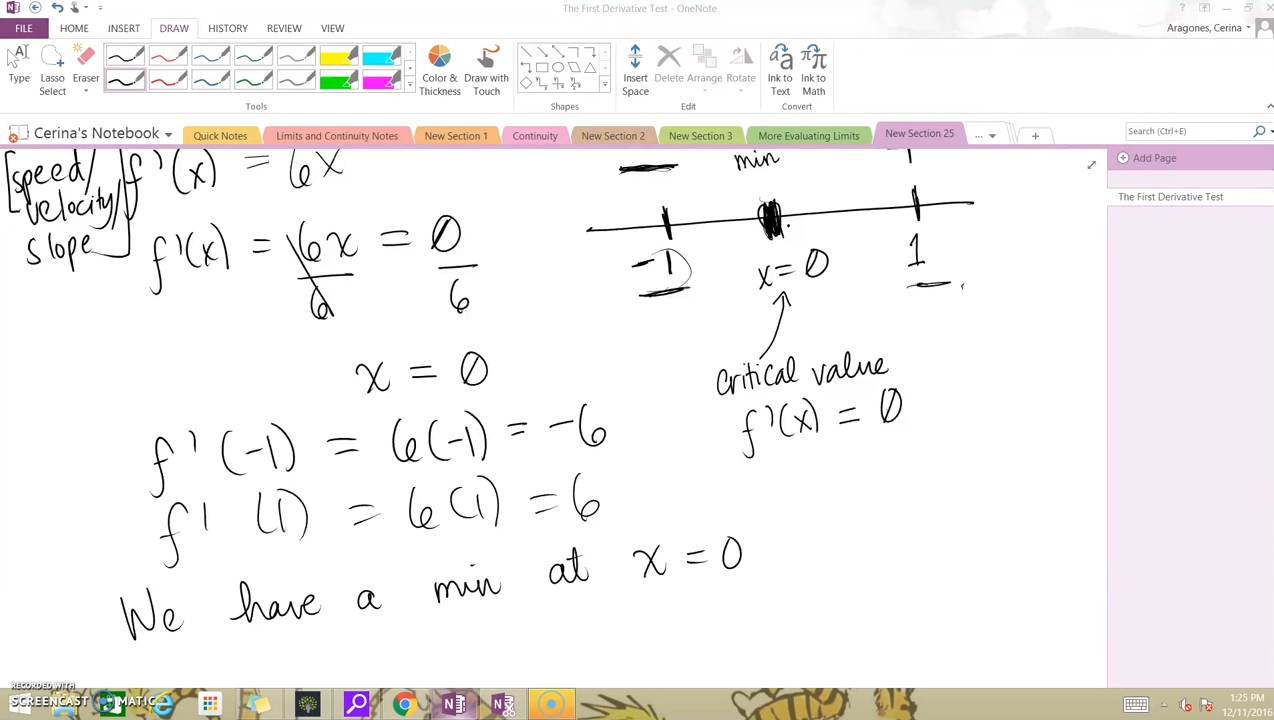 The First Derivative Test - OneNote
Aragones, Cerina
FILE HOME INSERT DRAW HISTORY REVIEW VIEW
Type
Lasso Select
Eraser
Color & Thickness
Draw with Touch
Insert Space
Delete
Arrange
Rotate
Ink to Text
Ink to Math
Tools
Shapes
Edit
Convert
Cerina's Notebook
Quick Notes
Limits and Continuity Notes
New Section 1
Continuity
New Section 2
New Section 3
More Evaluating Limits
New Section 25
...
Search (Ctrl+E)
Add Page
The First Derivative Test
[speed/
velocity/
slope
f'(x) = 6x
f'(x) = 6x = 0
6 6
x = 0
f'(-1) = 6(-1) = -6
f'(1) = 6(1) = 6
We have a min at x = 0
min
-1
x = 0
1
critical value
f'(x) = 0
RECORDED WITH
SCREENCAST MATIC
1:25 PM
12/11/2016